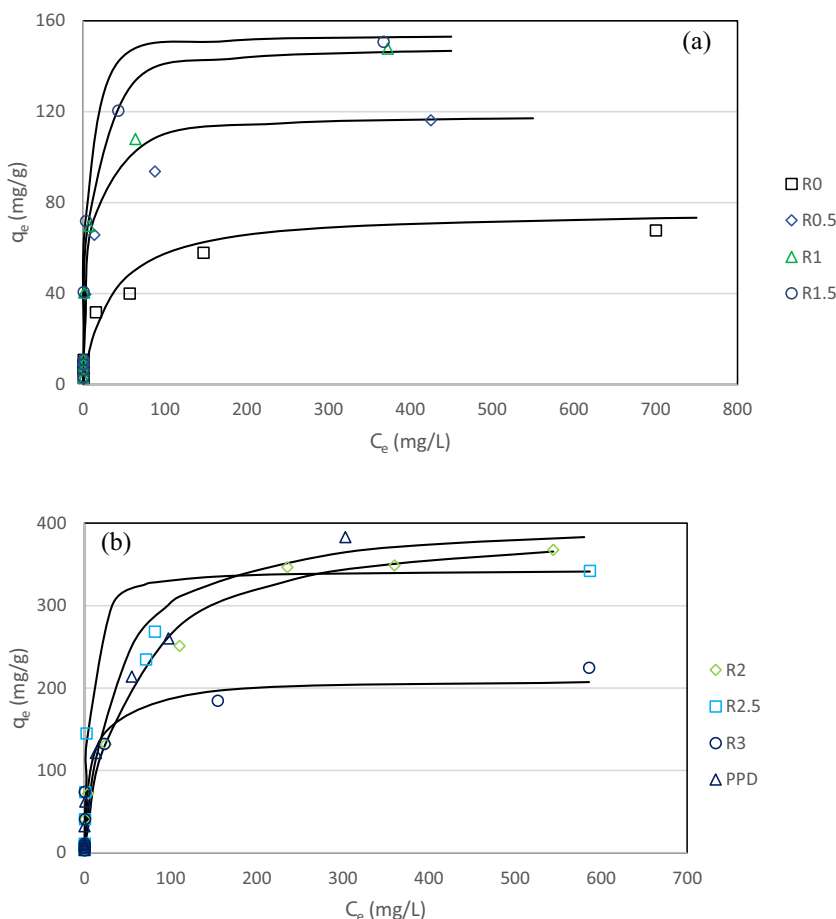 (a)
160
120
80
40
0
qe (mg/g)
0 100 200 300 400 500 600 700 800
Ce (mg/L)
R0
R0.5
R1
R1.5
(b)
400
300
200
100
0
qe (mg/g)
0 100 200 300 400 500 600 700
Ce (mg/L)
R2
R2.5
R3
PPD